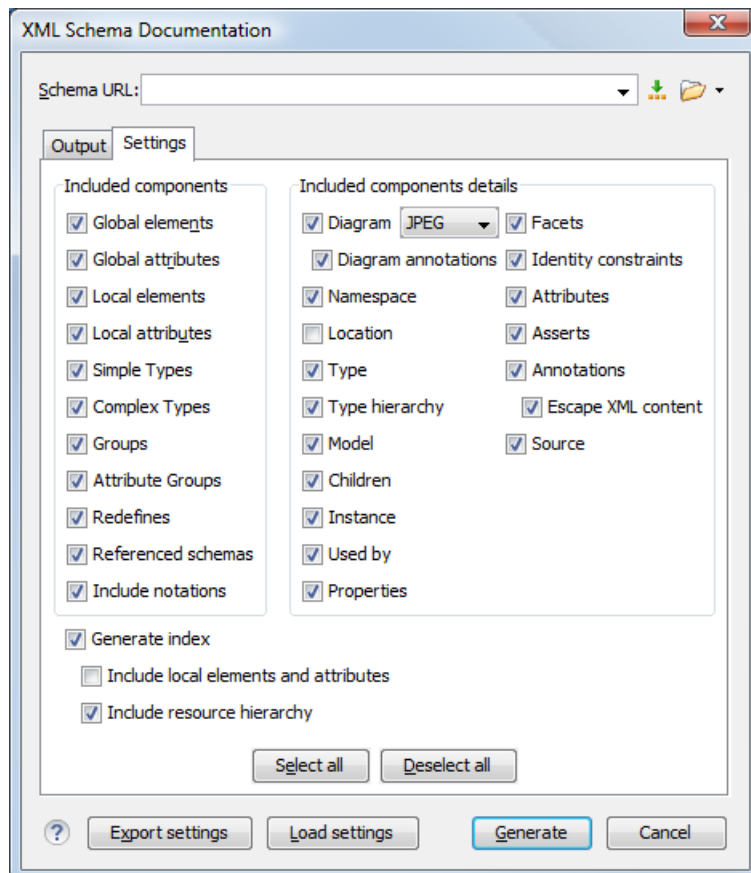 XML Schema Documentation
Schema URL:
Output Settings
Included components
Global elements
Global attributes
Local elements
Local attributes
Simple Types
Complex Types
Groups
Attribute Groups
Redefines
Referenced schemas
Include notations
Included components details
Diagram JPEG
Diagram annotations
Namespace
Location
Type
Type hierarchy
Model
Children
Instance
Used by
Properties
Facets
Identity constraints
Attributes
Asserts
Annotations
Escape XML content
Source
Generate index
Include local elements and attributes
Include resource hierarchy
Select all Deselect all
? Export settings Load settings Generate Cancel